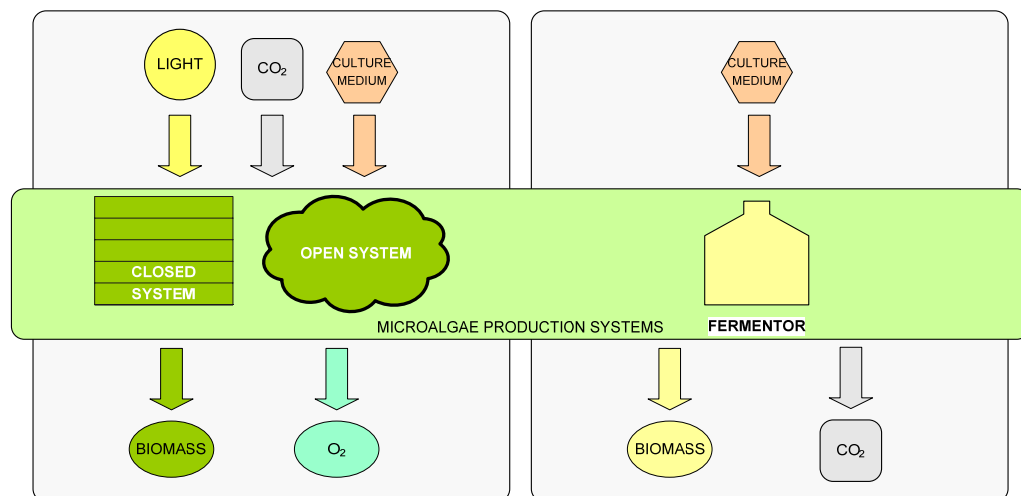 LIGHT
CO₂
CULTURE
MEDIUM
CULTURE
MEDIUM
CLOSED
SYSTEM
OPEN SYSTEM
MICROALGAE PRODUCTION SYSTEMS
FERMENTOR
BIOMASS
O₂
BIOMASS
CO₂